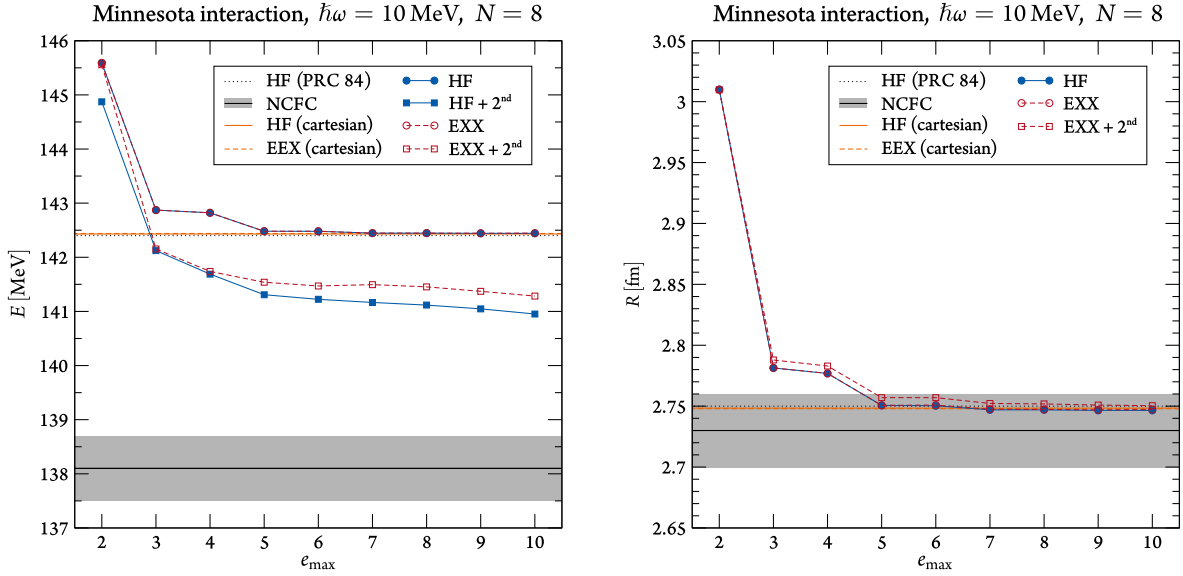 Minnesota interaction, ℏω = 10 MeV, N = 8
146
145
144
143
142
141
140
139
138
137
E [MeV]
HF (PRC 84)
NCFC
HF (cartesian)
EEX (cartesian)
HF
HF + 2nd
EXX
EXX + 2nd
2 3 4 5 6 7 8 9 10
emax
Minnesota interaction, ℏω = 10 MeV, N = 8
3.05
3
2.95
2.9
2.85
2.8
2.75
2.7
2.65
R [fm]
HF (PRC 84)
NCFC
HF (cartesian)
EEX (cartesian)
HF
EXX
EXX + 2nd
2 3 4 5 6 7 8 9 10
emax